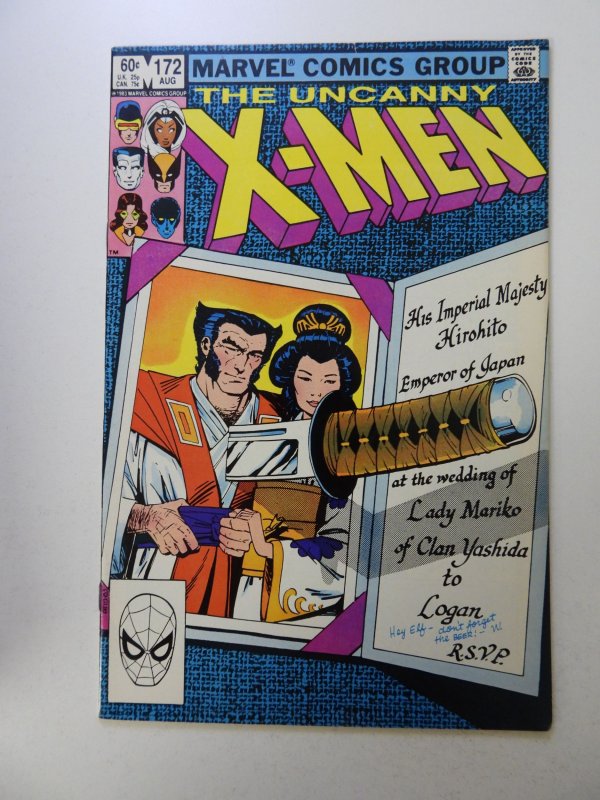 60¢
U.K. 25p
CAN. 75¢
172
AUG
© 1983 MARVEL COMICS GROUP
MARVEL® COMICS GROUP
APPROVED
BY THE
COMICS
CODE
AUTHORITY
THE UNCANNY
X-MEN
TM
His Imperial Majesty
Hirohito
Emperor of Japan
at the wedding of
Lady Mariko
of Clan Yashida
to
Logan
Hey Elf - don't forget
the BEER! - W.
R.S.V.P.